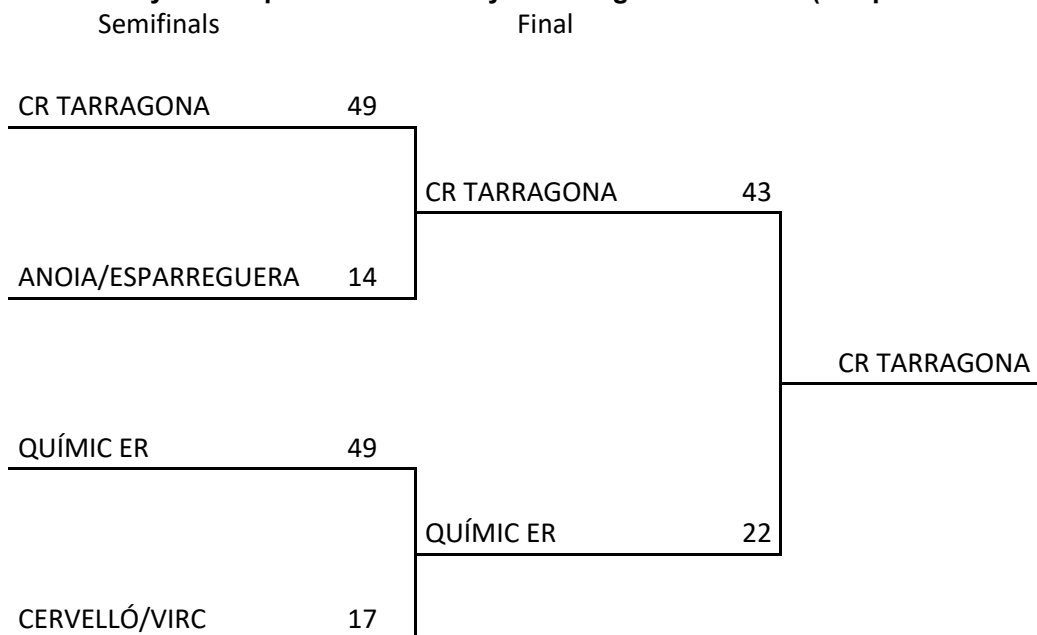 Semifinals Final
CR TARRAGONA 49
CR TARRAGONA 43
ANOIA/ESPARREGUERA 14
CR TARRAGONA
QUÍMIC ER 49
QUÍMIC ER 22
CERVELLÓ/VIRC 17